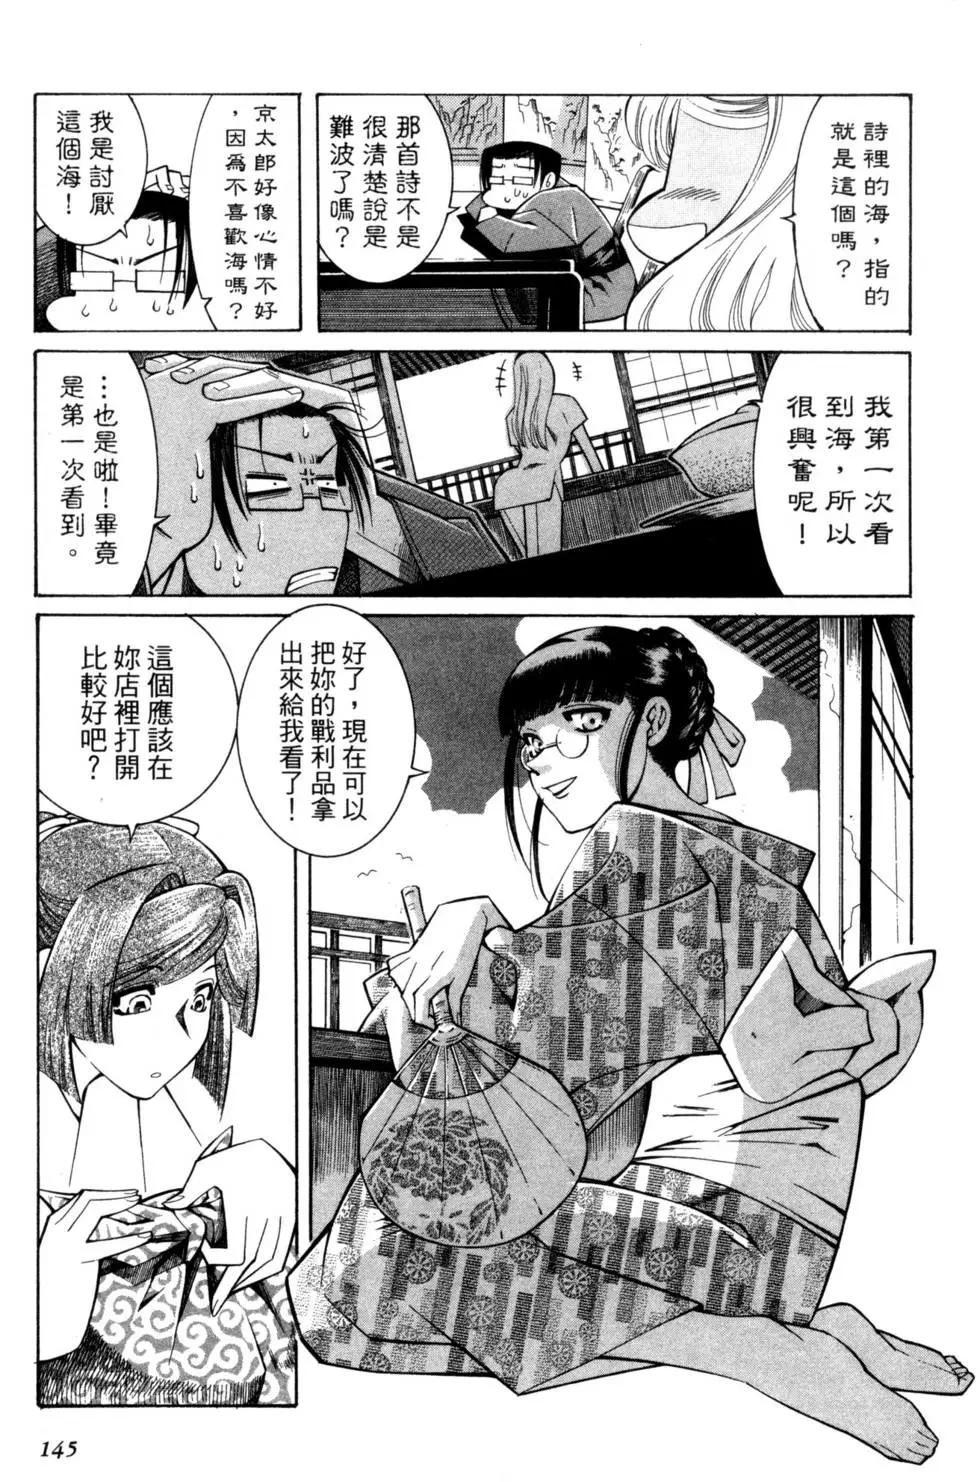 詩裡的海，指的
就是這個嗎？
那首詩不是
很清楚說是
難波了嗎？
京太郎好像心情不好
，因為不喜歡海嗎？
我是討厭
這個海！
我第一次看
到海，所以
很興奮呢！
…也是啦！畢竟
是第一次看到。
好了，現在可以
把妳的戰利品拿
出來給我看了！
這個應該在
妳店裡打開
比較好吧？
145